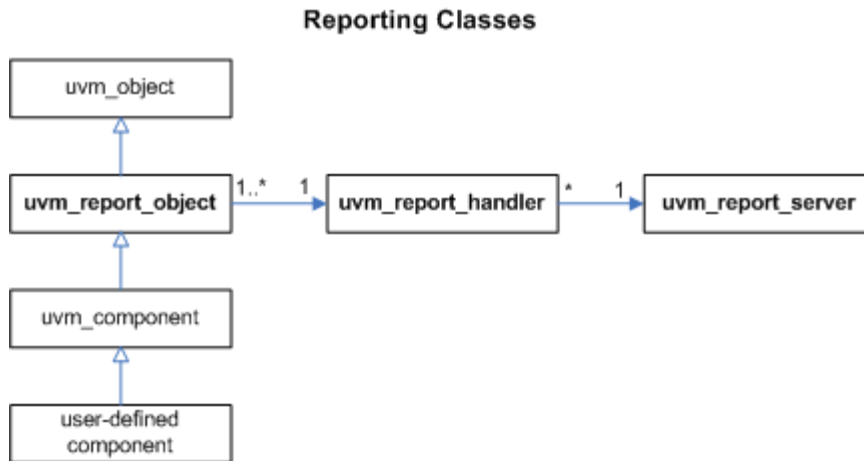 Reporting Classes
uvm_object
uvm_report_object
1..*
1
uvm_report_handler
*
1
uvm_report_server
uvm_component
user-defined
component